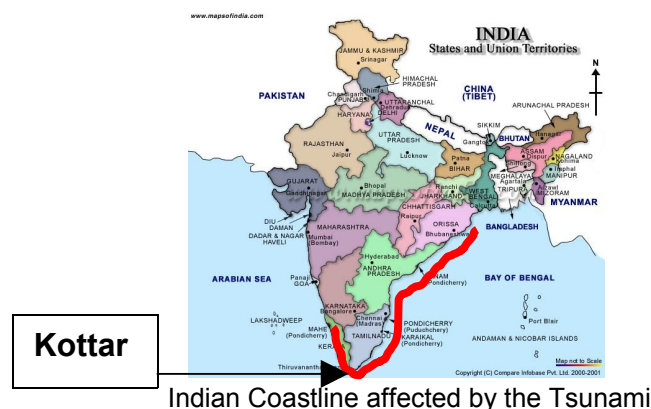 www.mapsofindia.com
INDIA
States and Union Territories
N
JAMMU & KASHMIR
Srinagar
HIMACHAL
PRADESH
Shimla
Chandigarh
PUNJAB
UTTARANCHAL
Dehradun
HARYANA
DELHI
PAKISTAN
CHINA
(TIBET)
ARUNACHAL PRADESH
SIKKIM
NEPAL
BHUTAN
Itanagar
Gangtok
RAJASTHAN
Jaipur
UTTAR
PRADESH
Lucknow
Patna
BIHAR
ASSAM
Dispur
NAGALAND
Kohima
Shillong
MEGHALAYA
Imphal
MANIPUR
Agartala
TRIPURA
Aizawl
MIZORAM
GUJARAT
Gandhinagar
Bhopal
MADHYA PRADESH
Ranchi
JHARKHAND
WEST
BENGAL
Calcutta
MYANMAR
CHHATTISGARH
Raipur
DIU
DAMAN
DADAR & NAGAR
HAVELI
MAHARASHTRA
Mumbai
(Bombay)
ORISSA
Bhubaneshwar
BANGLADESH
Hyderabad
ANDHRA
PRADESH
(Pondicherry)
ARABIAN SEA
Panaji
GOA
BAY OF BENGAL
KARNATAKA
Bangalore
Chennai
(Madras)
LAKSHADWEEP
MAHE
(Pondicherry)
PONDICHERRY
(Puduchery)
KARAIKAL
(Pondicherry)
TAMILNADU
Port Blair
ANDAMAN & NICOBAR ISLANDS
Kottar
Map not to Scale
Copyright (C) Compare Infobase Pvt. Ltd. 2000-2001
Indian Coastline affected by the Tsunami